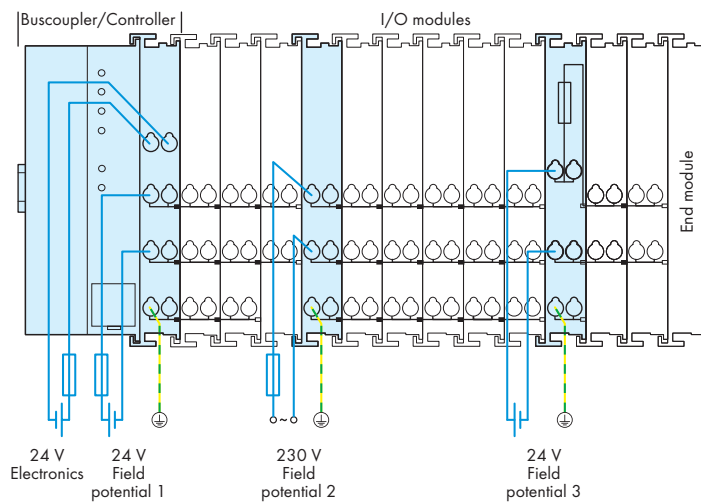 Buscoupler/Controller
I/O modules
End module
24 V
Electronics
24 V
Field
potential 1
~
230 V
Field
potential 2
24 V
Field
potential 3